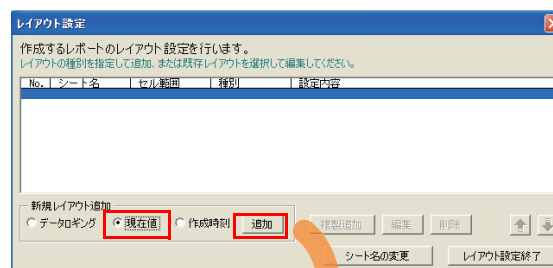 レイアウト設定
作成するレポートのレイアウト設定を行います。
レイアウトの種別を指定して追加、または既存レイアウトを選択して編集してください。
No. シート名 セル範囲 種別 設定内容
新規レイアウト追加
データロギング 現在値 作成時刻 追加 複製追加 編集 削除
シート名の変更 レイアウト設定終了